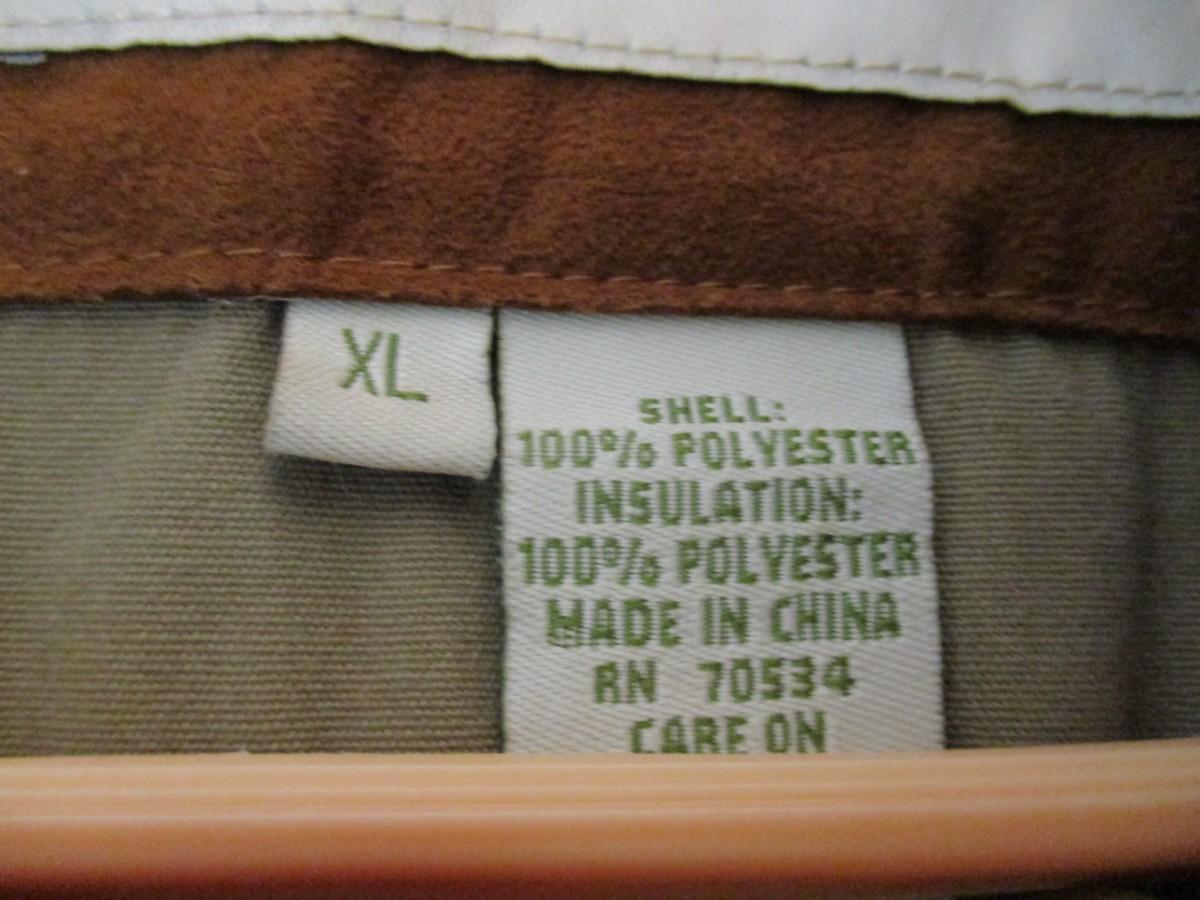 XL
SHELL:
100% POLYESTER
INSULATION:
100% POLYESTER
MADE IN CHINA
RN 70534
CARE ON